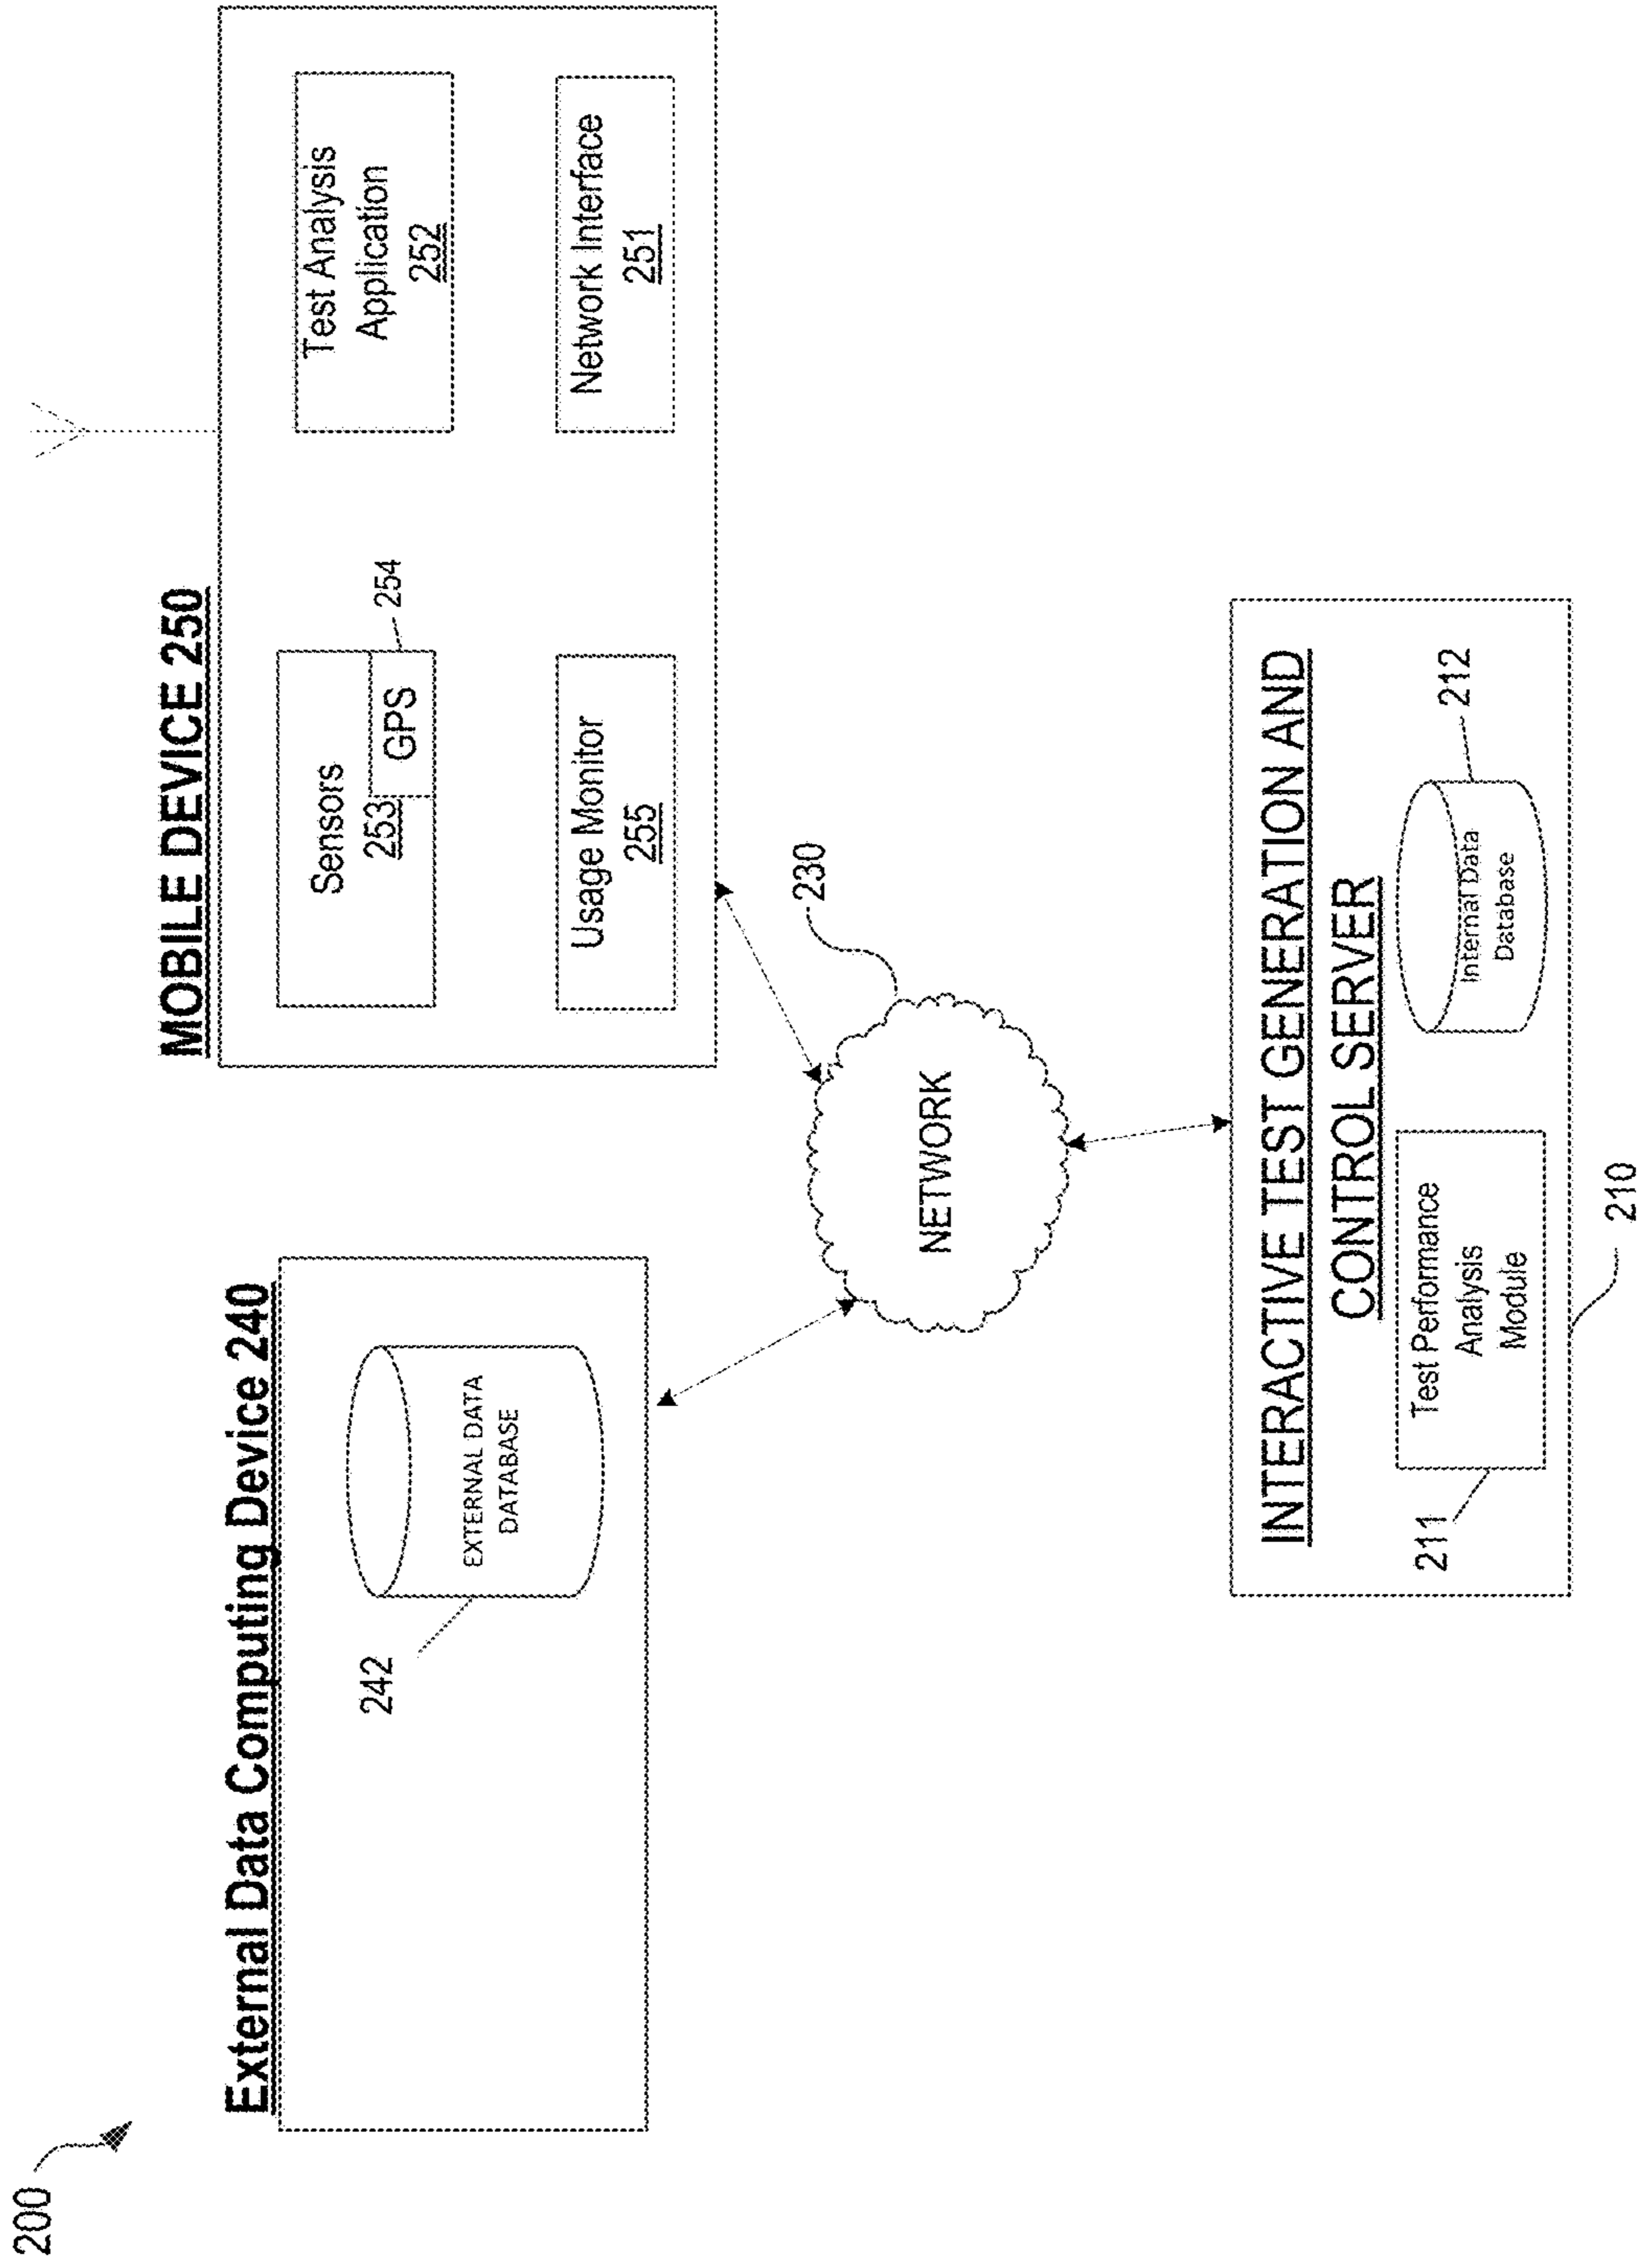 200
External Data Computing Device 240
242
EXTERNAL DATA
DATABASE
MOBILE DEVICE 250
Sensors
253
GPS
254
Test Analysis
Application
252
Usage Monitor
255
Network Interface
251
230
NETWORK
INTERACTIVE TEST GENERATION AND
CONTROL SERVER
211
Test Performance
Analysis
Module
Internal Data
Database
212
210